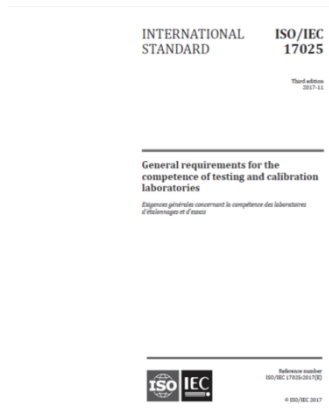 INTERNATIONAL STANDARD
ISO/IEC 17025
Third edition
2017-11
General requirements for the
competence of testing and calibration
laboratories
Exigences générales concernant la compétence des laboratoires
d'étalonnages et d'essais
ISO IEC
Reference number
ISO/IEC 17025:2017(E)
© ISO/IEC 2017